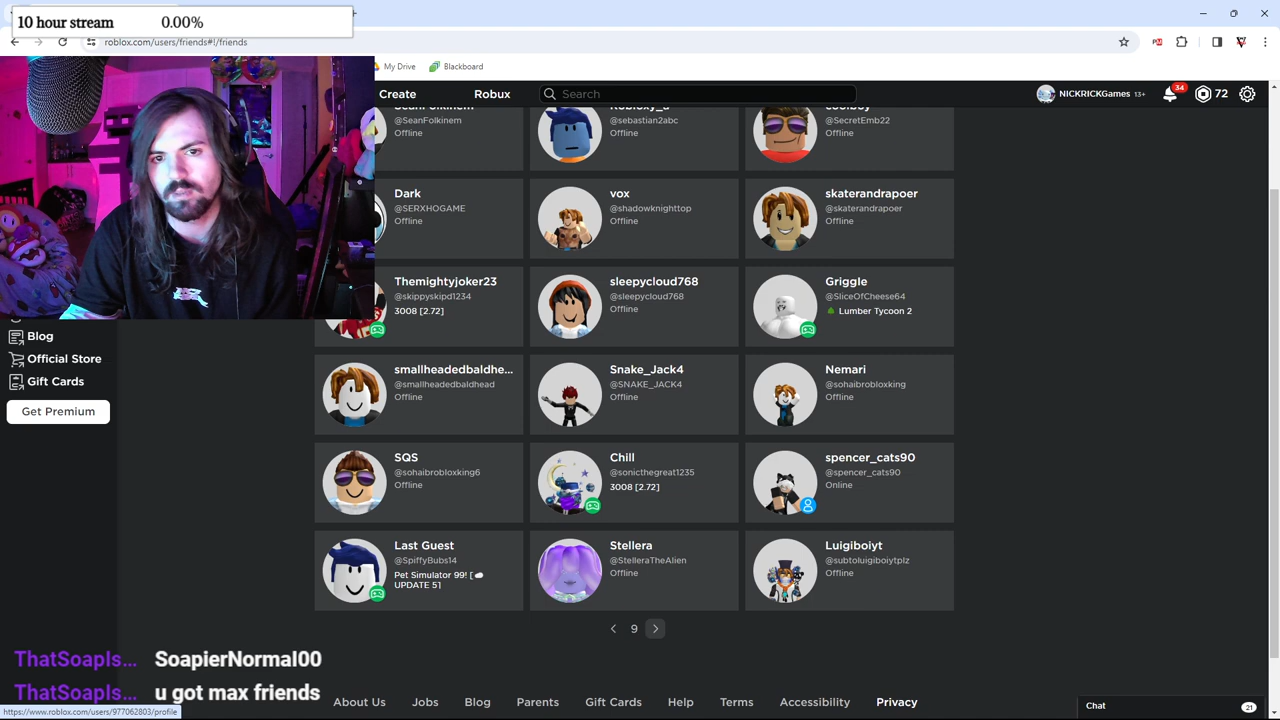 10 hour stream 0.00%
roblox.com/users/friends#!/friends
My Drive Blackboard
Create Robux Search NICKRICKGames 13+ 34 72
@SeanFolkinem
Offline
@sebastian2abc
Offline
@SecretEmb22
Offline
Dark
@SERXHOGAME
Offline
vox
@shadowknighttop
Offline
skaterandrapoer
@skaterandrapoer
Offline
Themightyjoker23
@skippyskipd1234
3008 [2.72]
sleepycloud768
@sleepycloud768
Offline
Griggle
@SliceOfCheese64
Lumber Tycoon 2
Blog
Official Store
Gift Cards
Get Premium
smallheadedbaldhe...
@smallheadedbaldhead
Offline
Snake_Jack4
@SNAKE_JACK4
Offline
Nemari
@sohaibrobloxking
Offline
SQS
@sohaibrobloxking6
Offline
Chill
@sonicthegreat1235
3008 [2.72]
spencer_cats90
@spencer_cats90
Online
Last Guest
@SpiffyBubs14
Pet Simulator 99! [
UPDATE 5]
Stellera
@StelleraTheAlien
Offline
Luigiboiyt
@subtoluigiboiytplz
Offline
< 9 >
ThatSoapIs... SoapierNormal00
ThatSoapIs... u got max friends
About Us Jobs Blog Parents Gift Cards Help Terms Accessibility Privacy
Chat 21
https://www.roblox.com/users/977062803/profile